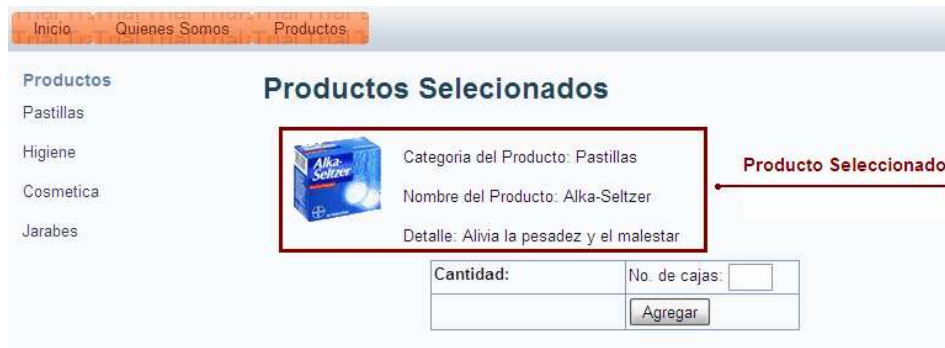 Inicio Quienes Somos Productos
Productos
Pastillas
Higiene
Cosmetica
Jarabes
Productos Selecionados
Alka-
Seltzer
Categoria del Producto: Pastillas
Nombre del Producto: Alka-Seltzer
Detalle: Alivia la pesadez y el malestar
Producto Seleccionado
Cantidad: No. de cajas:
Agregar